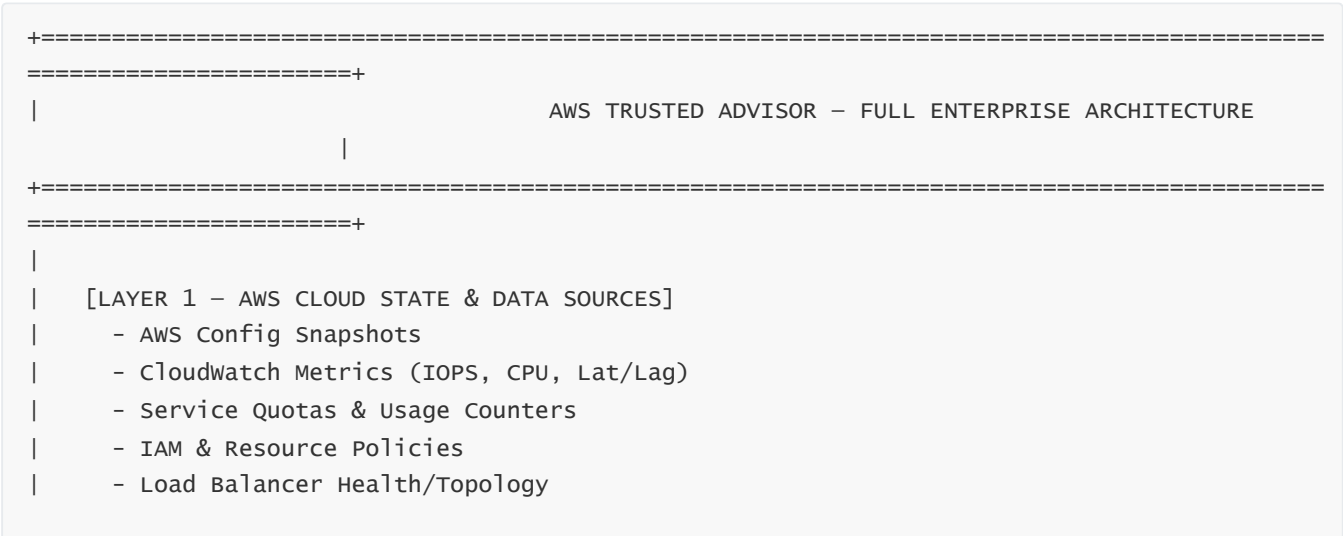 +===========================================================================================
=======================+
|                                     AWS TRUSTED ADVISOR – FULL ENTERPRISE ARCHITECTURE
                      |
+===========================================================================================
=======================+
|
|   [LAYER 1 – AWS CLOUD STATE & DATA SOURCES]
|     - AWS Config Snapshots
|     - CloudWatch Metrics (IOPS, CPU, Lat/Lag)
|     - Service Quotas & Usage Counters
|     - IAM & Resource Policies
|     - Load Balancer Health/Topology